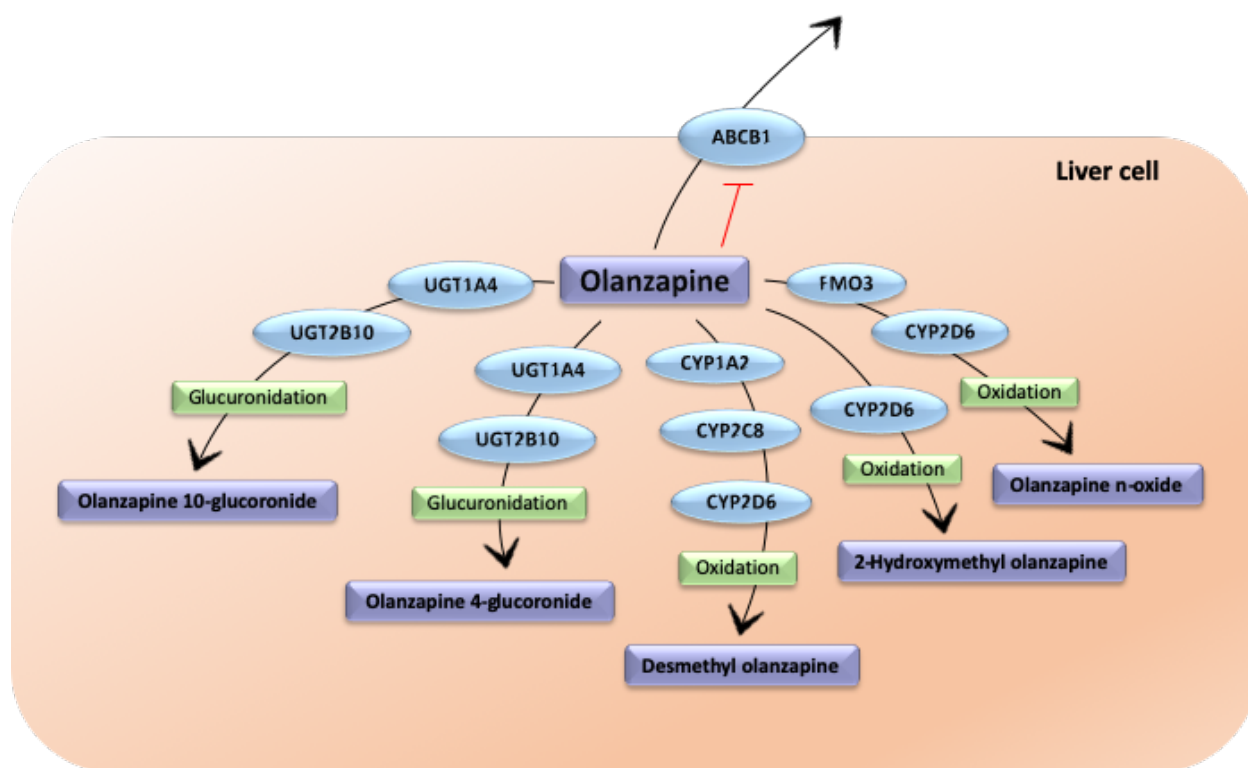 ABCB1
Liver cell
Olanzapine
UGT1A4
FMO3
UGT2B10
CYP2D6
UGT1A4
CYP1A2
Glucuronidation
Oxidation
CYP2D6
UGT2B10
CYP2C8
Oxidation
Olanzapine 10-glucoronide
Olanzapine n-oxide
Glucuronidation
CYP2D6
2-Hydroxymethyl olanzapine
Oxidation
Olanzapine 4-glucoronide
Desmethyl olanzapine